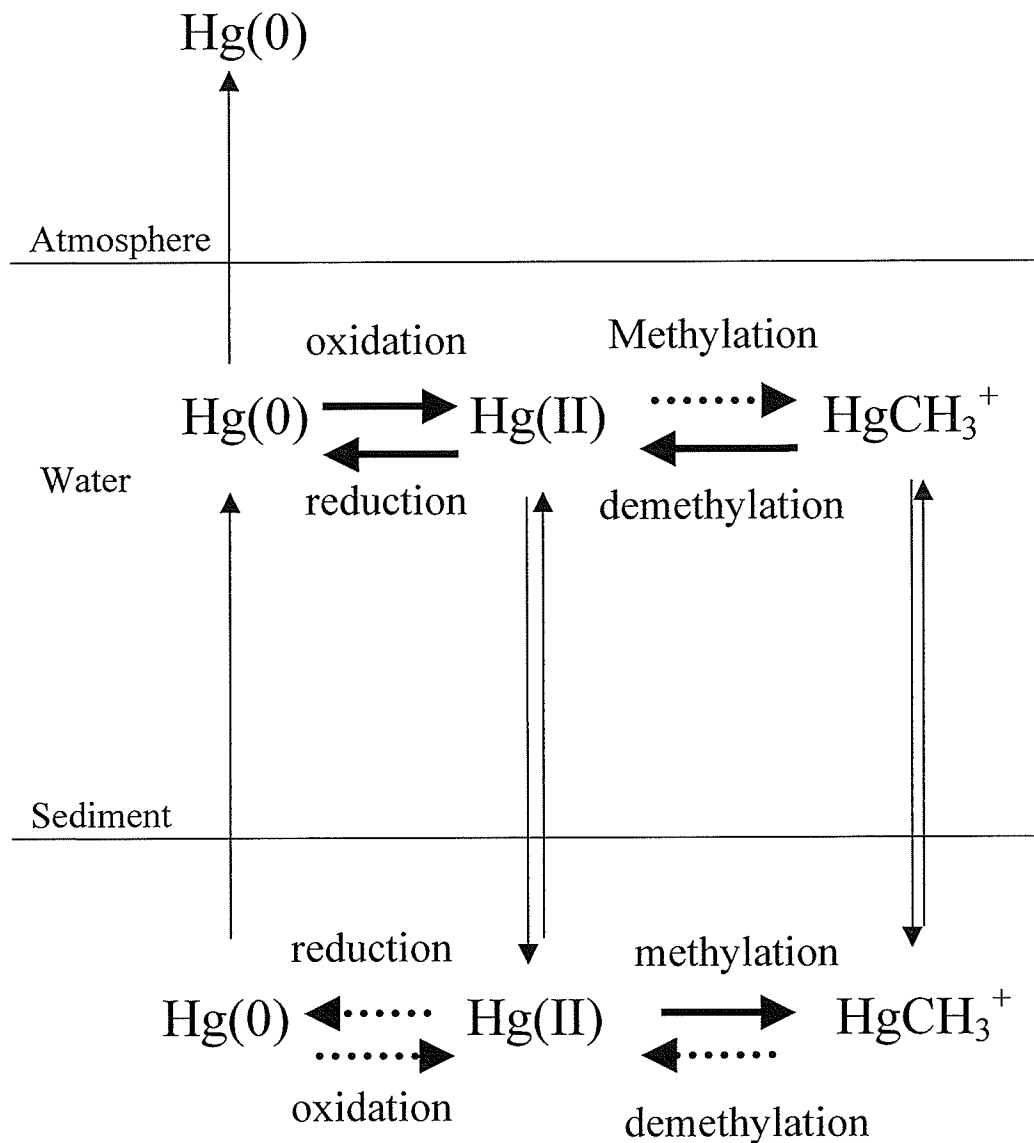 Hg(0)
Atmosphere
oxidation Methylation
Hg(0) Hg(II) HgCH₃⁺
Water
reduction demethylation
Sediment
reduction methylation
Hg(0) Hg(II) HgCH₃⁺
oxidation demethylation